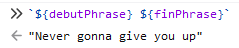 » `${debutPhrase} ${finPhrase}`
← "Never gonna give you up"